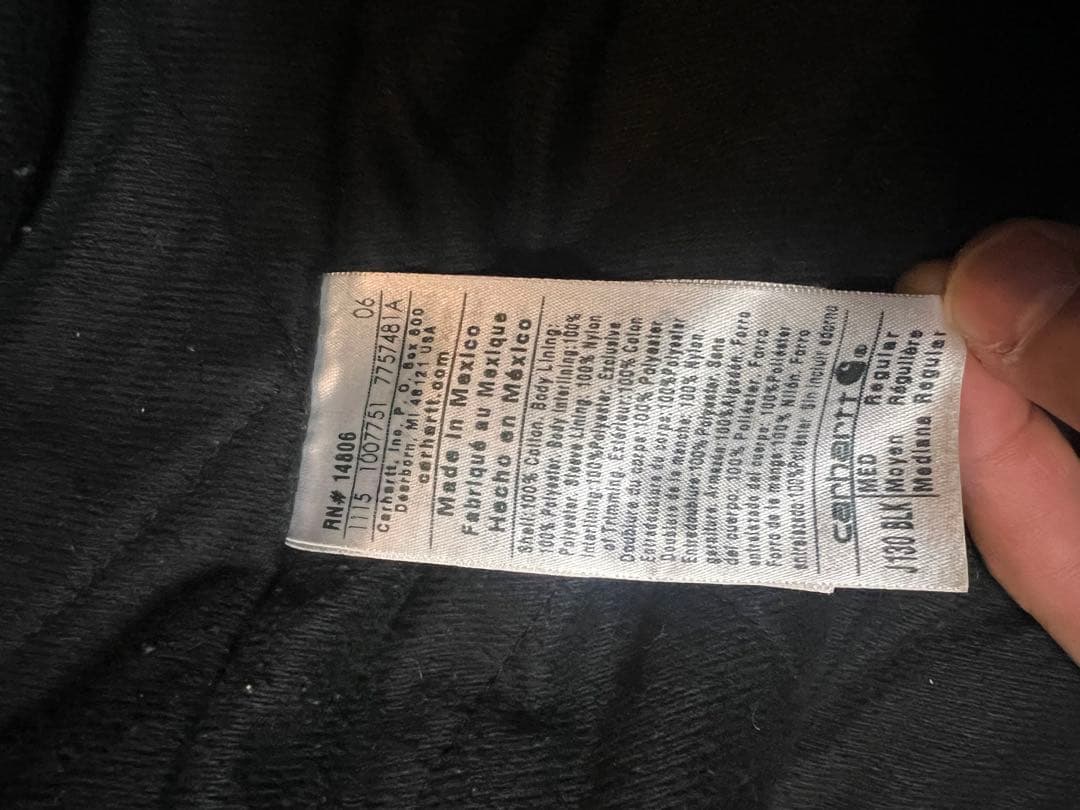 RN# 14806
1115 1007751 7757481A 06
Carhartt, Inc, P. O. Box 600
Dearborn, MI 48121 USA
carhartt.com
Made In Mexico
Fabriqué au Mexique
Hecho en México
Shell:100% Cotton. Body Lining:
100% Polyester. Body Interlining:100%
Polyester. Sleeve Lining: 100% Nylon
Interlining:100%Polyester. Exclusive
of Trimming. Extérieur:100% Coton
Doublure du corps:100% Polyester
Entredoublure du corps:100%Polyester
Doublure de la manche: 100% Nylon.
Entredoublure:100% Polyester. Sans
garniture. Armazón:100%Algodón Forro
del cuerpo: 100% Poliéster. Forro
entrelazado del cuerpo: 100% Poliéster
Forro de la manga:100% Nilón Forro
entrelazado:100%Poliéster Sin incluir adorno
carhartt
J130 BLK MED Regular
Moyen Régulière
Mediana Regular